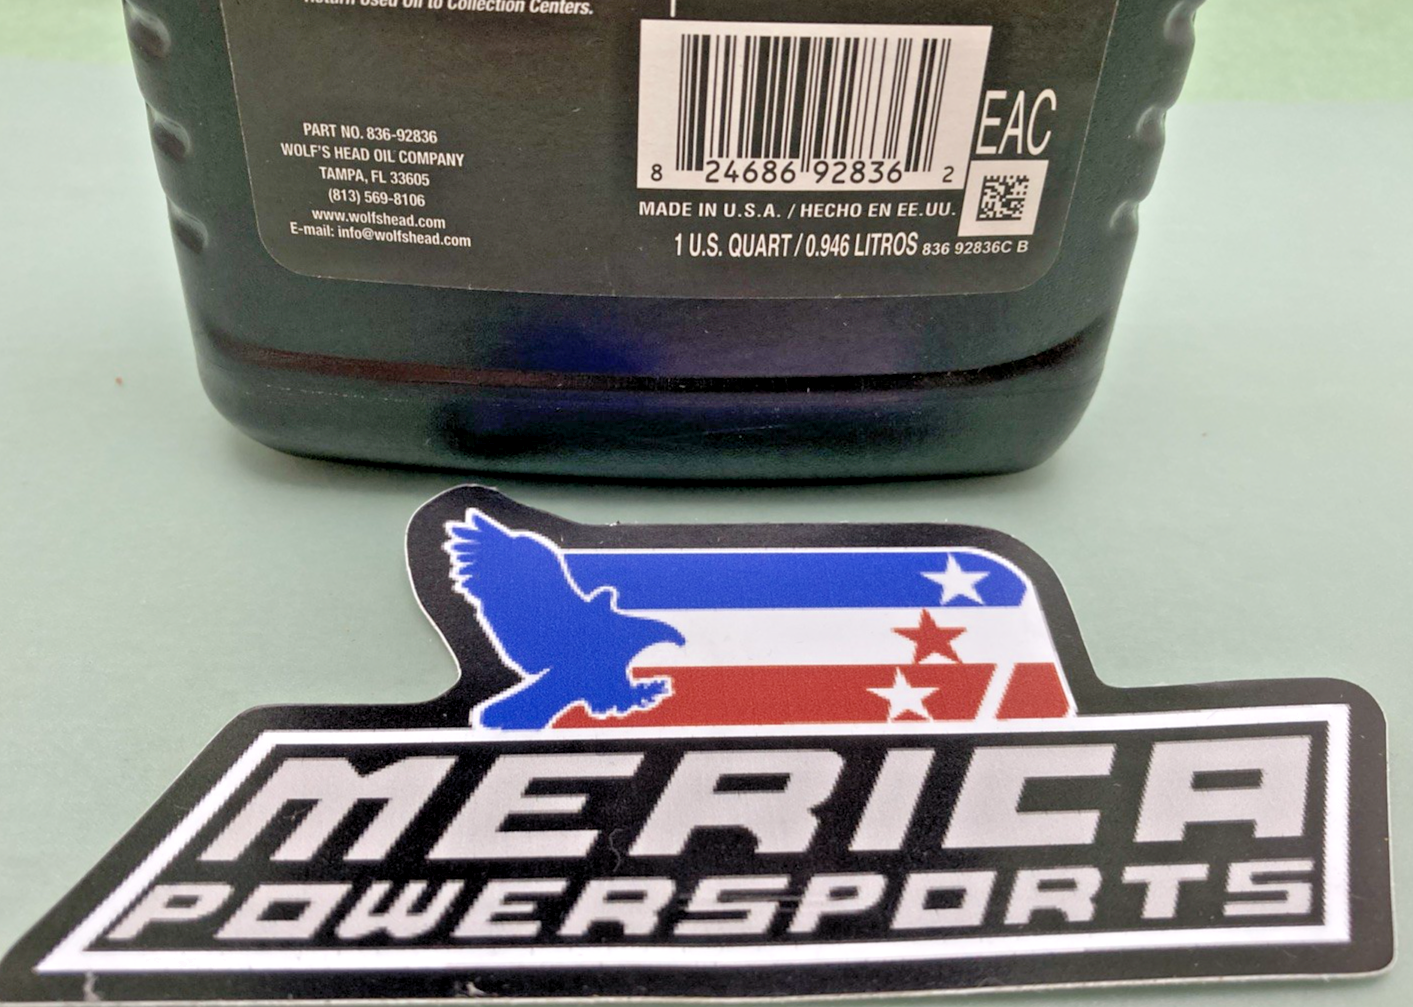 Return Used Oil to Collection Centers.
PART NO. 836-92836
WOLF'S HEAD OIL COMPANY
TAMPA, FL 33605
(813) 569-8106
www.wolfshead.com
E-mail: info@wolfshead.com
8 24686 92836 2
EAC
MADE IN U.S.A. / HECHO EN EE.UU.
1 U.S. QUART / 0.946 LITROS 836 92836C B
MERICA
POWERSPORTS